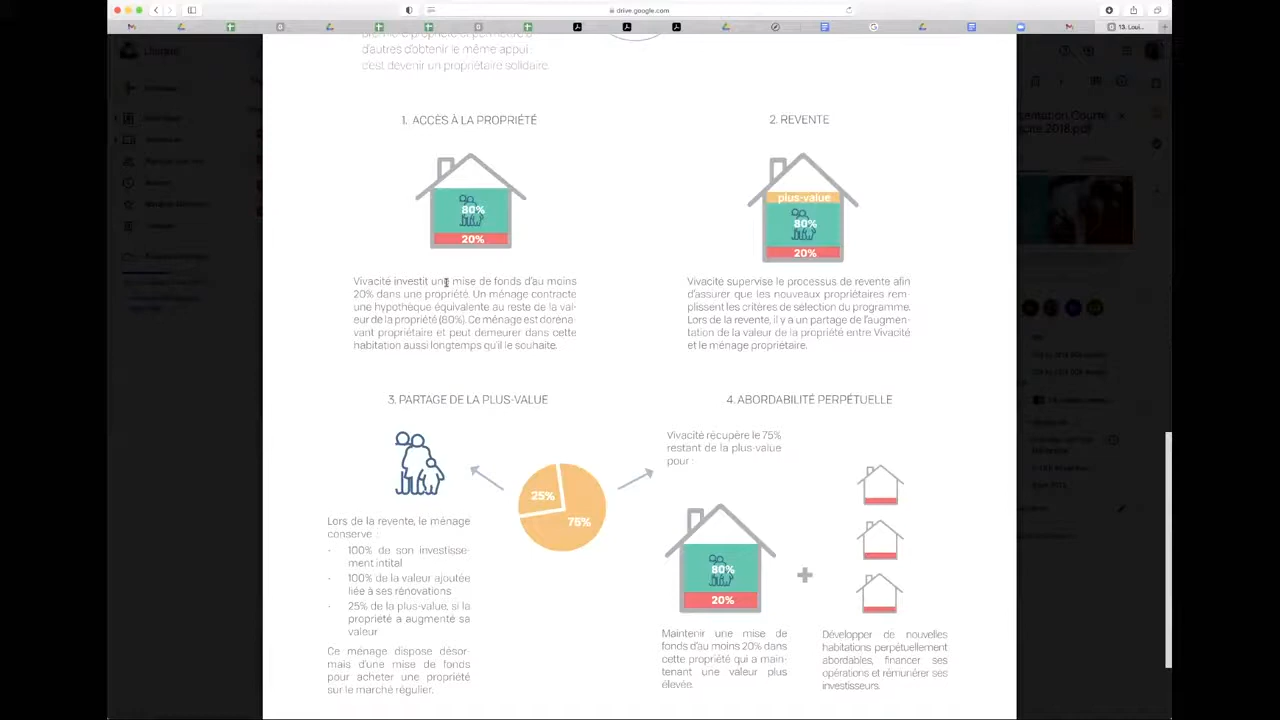 drive.google.com
13. Loui...
d'autres d'obtenir le même appui :
c'est devenir un propriétaire solidaire.
1. ACCÈS À LA PROPRIÉTÉ
80%
20%
Vivacité investit une mise de fonds d'au moins
20% dans une propriété. Un ménage contracte
une hypothèque équivalente au reste de la val-
eur de la propriété (80%). Ce ménage est doréna-
vant propriétaire et peut demeurer dans cette
habitation aussi longtemps qu'il le souhaite.
2. REVENTE
plus-value
80%
20%
Vivacité supervise le processus de revente afin
d'assurer que les nouveaux propriétaires rem-
plissent les critères de sélection du programme.
Lors de la revente, il y a un partage de l'augmen-
tation de la valeur de la propriété entre Vivacité
et le ménage propriétaire.
3. PARTAGE DE LA PLUS-VALUE
25%
75%
Lors de la revente, le ménage
conserve :
- 100% de son investisse-
ment intital
- 100% de la valeur ajoutée
liée à ses rénovations
- 25% de la plus-value, si la
propriété a augmenté sa
valeur
Ce ménage dispose désor-
mais d'une mise de fonds
pour acheter une propriété
sur le marché régulier.
4. ABORDABILITÉ PERPÉTUELLE
Vivacité récupère le 75%
restant de la plus-value
pour :
80%
20%
+
Maintenir une mise de
fonds d'au moins 20% dans
cette propriété qui a main-
tenant une valeur plus
élevée.
Développer de nouvelles
habitations perpétuellement
abordables, financer ses
opérations et rémunérer ses
investisseurs.